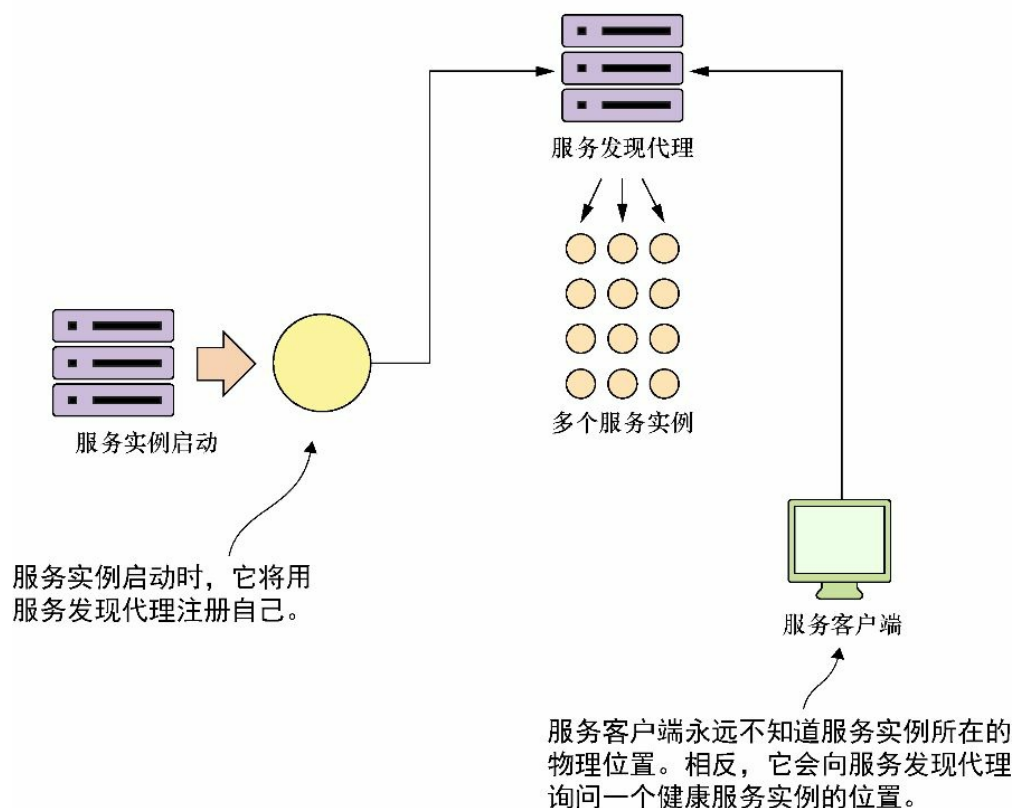 服务发现代理
多个服务实例
服务实例启动
服务实例启动时，它将用
服务发现代理注册自己。
服务客户端
服务客户端永远不知道服务实例所在的
物理位置。相反，它会向服务发现代理
询问一个健康服务实例的位置。